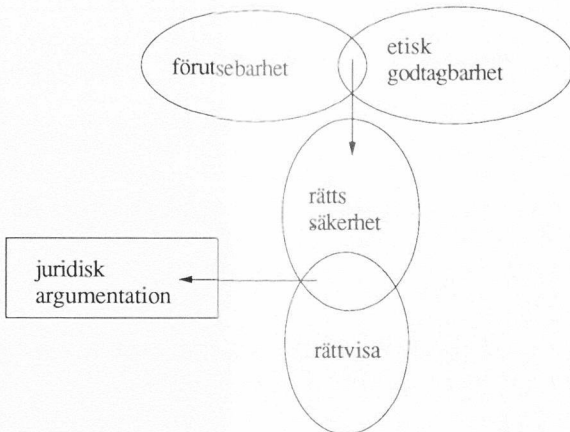 förutsebarhet
etisk
godtagbarhet
rätts
säkerhet
juridisk
argumentation
rättvisa